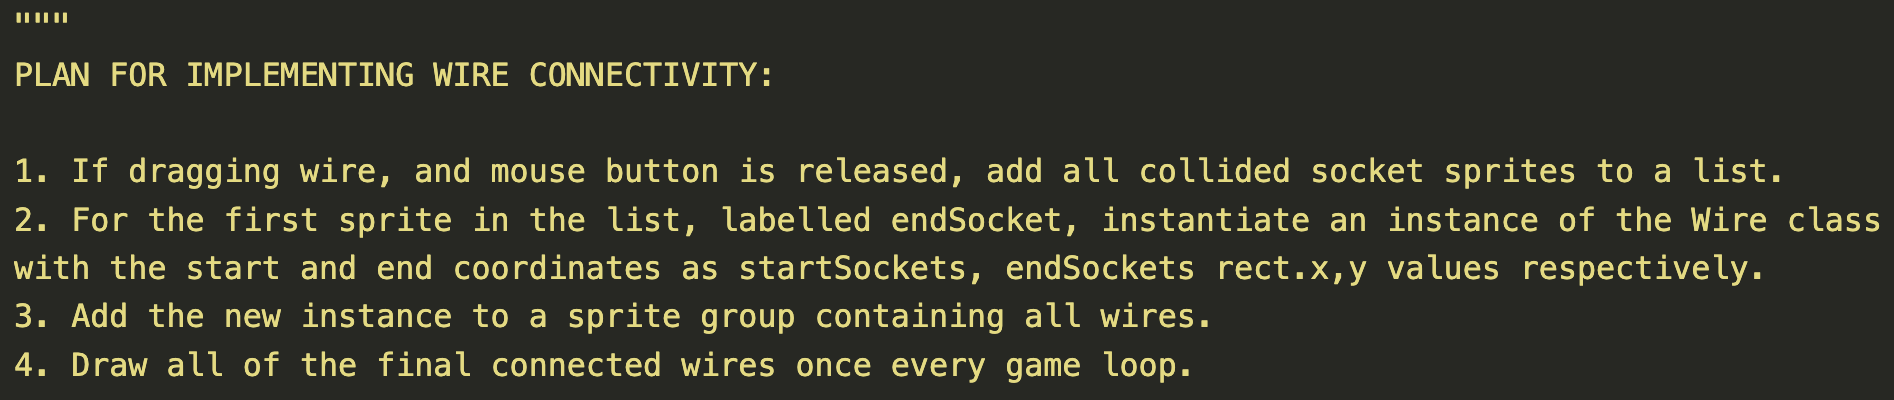 """
PLAN FOR IMPLEMENTING WIRE CONNECTIVITY:
1. If dragging wire, and mouse button is released, add all collided socket sprites to a list.
2. For the first sprite in the list, labelled endSocket, instantiate an instance of the Wire class
with the start and end coordinates as startSockets, endSockets rect.x,y values respectively.
3. Add the new instance to a sprite group containing all wires.
4. Draw all of the final connected wires once every game loop.